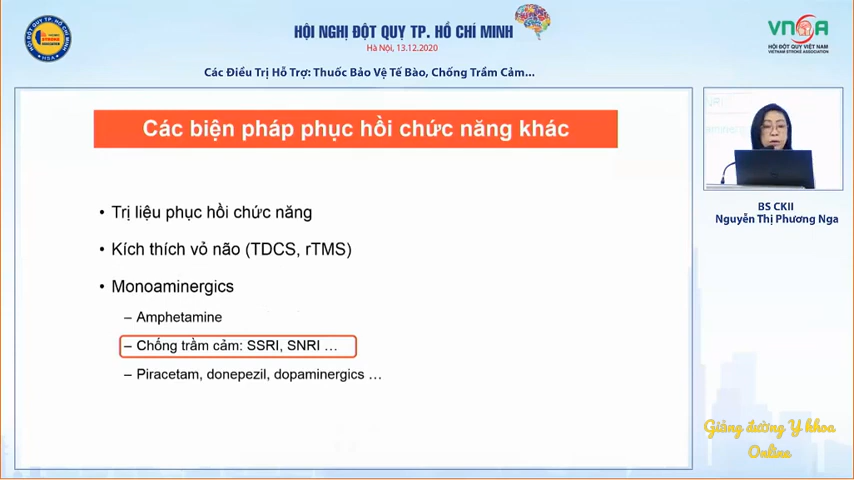 HỘI NGHỊ ĐỘT QUỴ TP. HỒ CHÍ MINH
Hà Nội, 13.12.2020
Các Điều Trị Hỗ Trợ: Thuốc Bảo Vệ Tế Bào, Chống Trầm Cảm...
VNSA
HỘI ĐỘT QUỴ VIỆT NAM
VIETNAM STROKE ASSOCIATION
Các biện pháp phục hồi chức năng khác
• Trị liệu phục hồi chức năng
• Kích thích vỏ não (TDCS, rTMS)
• Monoaminergics
– Amphetamine
– Chống trầm cảm: SSRI, SNRI …
– Piracetam, donepezil, dopaminergics …
BS CKII
Nguyễn Thị Phương Nga
Giảng đường Y khoa
Online